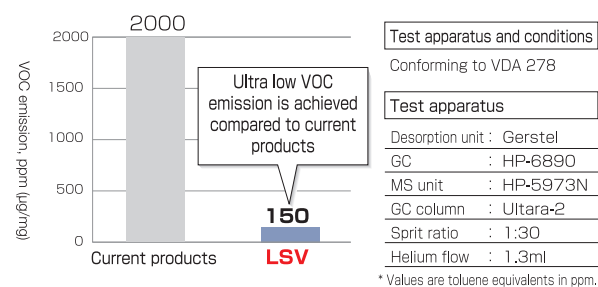 2000
2000
1500
1000
500
0
VOC emission, ppm (μg/mg)
Ultra low VOC
emission is achieved
compared to current
products
150
Current products
LSV
Test apparatus and conditions
Conforming to VDA 278
Test apparatus
Desorption unit : Gerstel
GC : HP-6890
MS unit : HP-5973N
GC column : Ultara-2
Sprit ratio : 1:30
Helium flow : 1.3ml
* Values are toluene equivalents in ppm.